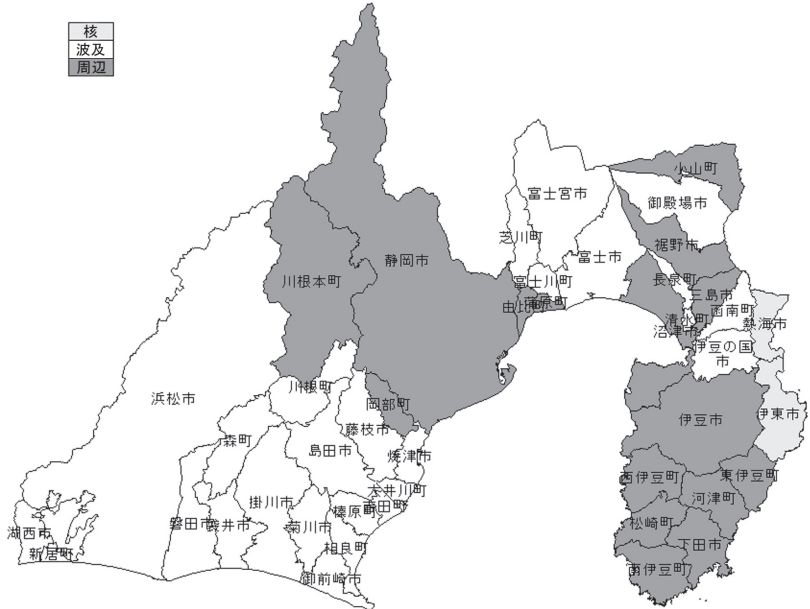 核
波及
周辺
小山町
富士宮市
御殿場市
芝川町
裾野市
富士市
静岡市
川根本町
富士川町
長泉町
三島市
由比町
蒲原町
函南町
清水町
熱海市
沼津市
伊豆の国
市
川根町
浜松市
岡部町
伊東市
伊豆市
藤枝市
森町
島田市
焼津市
西伊豆町
東伊豆町
大井川町
河津町
掛川市
吉田町
榛原町
磐田市
袋井市
菊川市
松崎町
湖西市
相良町
下田市
新居町
南伊豆町
御前崎市